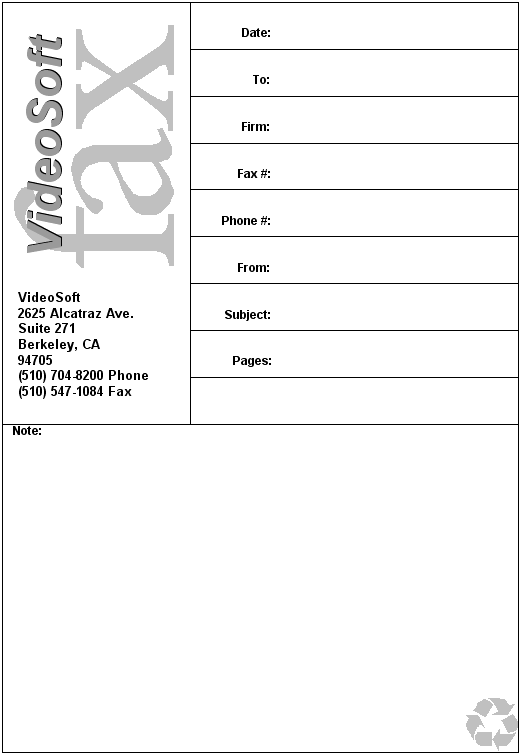 VideoSoft
fax
VideoSoft
2625 Alcatraz Ave.
Suite 271
Berkeley, CA
94705
(510) 704-8200 Phone
(510) 547-1084 Fax
Date:
To:
Firm:
Fax #:
Phone #:
From:
Subject:
Pages:
Note: